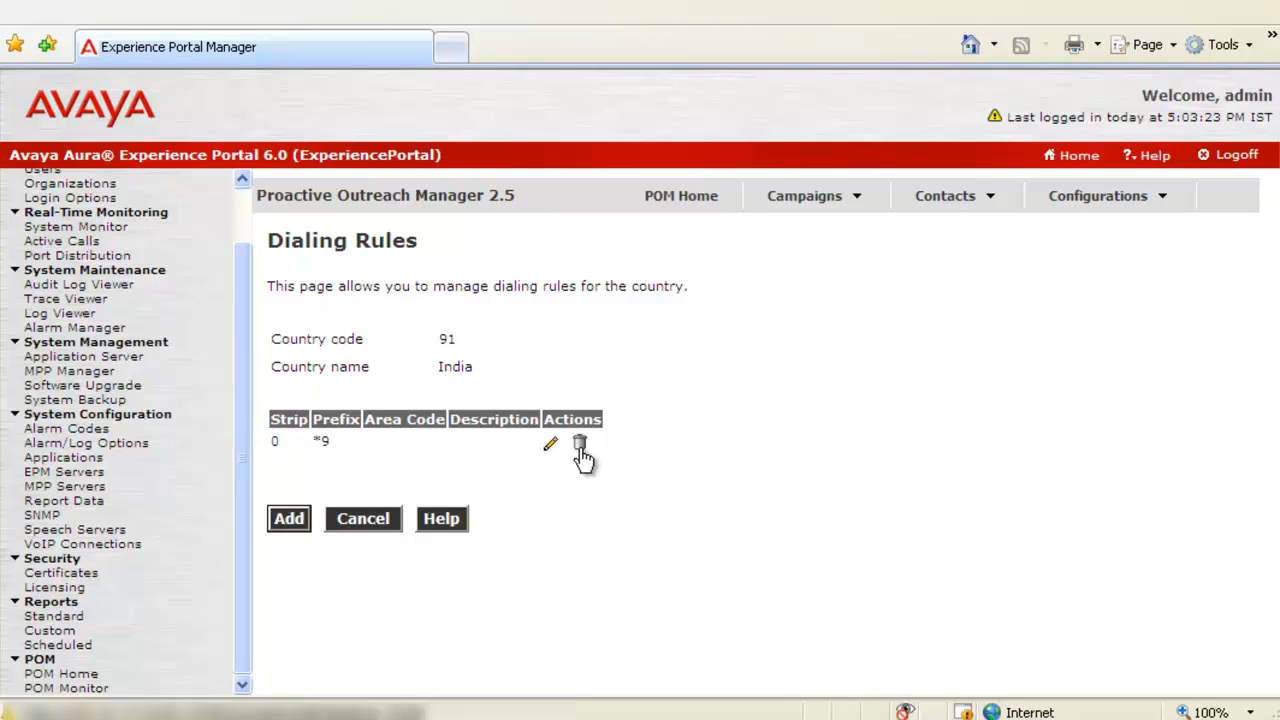 Experience Portal Manager
Page
Tools
AVAYA
Welcome, admin
Last logged in today at 5:03:23 PM IST
Avaya Aura® Experience Portal 6.0 (ExperiencePortal)
Home
Help
Logoff
Users
Organizations
Login Options
Real-Time Monitoring
System Monitor
Active Calls
Port Distribution
System Maintenance
Audit Log Viewer
Trace Viewer
Log Viewer
Alarm Manager
System Management
Application Server
MPP Manager
Software Upgrade
System Backup
System Configuration
Alarm Codes
Alarm/Log Options
Applications
EPM Servers
MPP Servers
Report Data
SNMP
Speech Servers
VoIP Connections
Security
Certificates
Licensing
Reports
Standard
Custom
Scheduled
POM
POM Home
POM Monitor
Proactive Outreach Manager 2.5
POM Home
Campaigns
Contacts
Configurations
Dialing Rules
This page allows you to manage dialing rules for the country.
Country code 91
Country name India
Strip Prefix Area Code Description Actions
0 *9
Add Cancel Help
Internet
100%